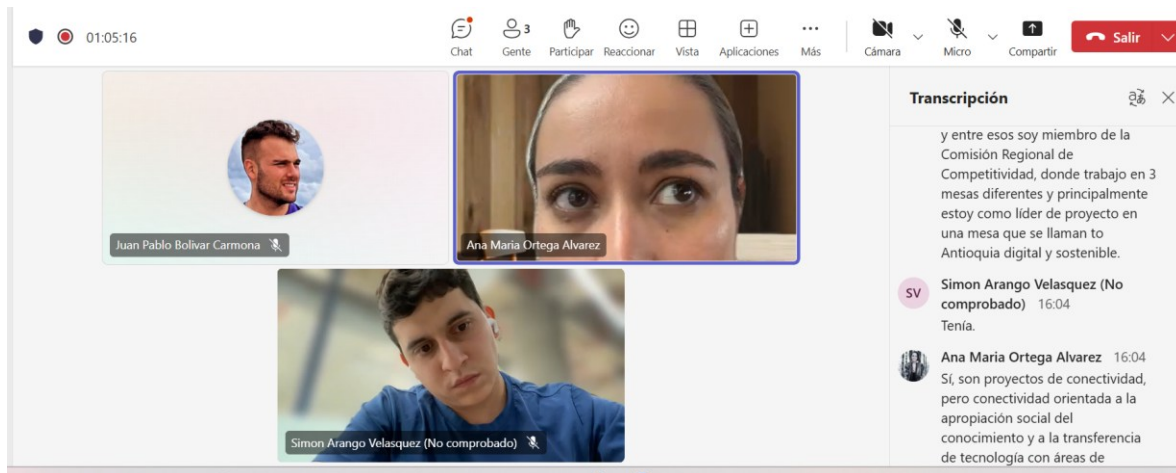 01:05:16
Chat
3
Gente
Participar
Reaccionar
Vista
Aplicaciones
Más
Cámara
Micro
Compartir
Salir
Juan Pablo Bolivar Carmona
Ana Maria Ortega Alvarez
Simon Arango Velasquez (No comprobado)
Transcripción
y entre esos soy miembro de la
Comisión Regional de
Competitividad, donde trabajo en 3
mesas diferentes y principalmente
estoy como líder de proyecto en
una mesa que se llaman to
Antioquia digital y sostenible.
SV
Simon Arango Velasquez (No
comprobado) 16:04
Tenía.
Ana Maria Ortega Alvarez 16:04
Sí, son proyectos de conectividad,
pero conectividad orientada a la
apropiación social del
conocimiento y a la transferencia
de tecnología con áreas de